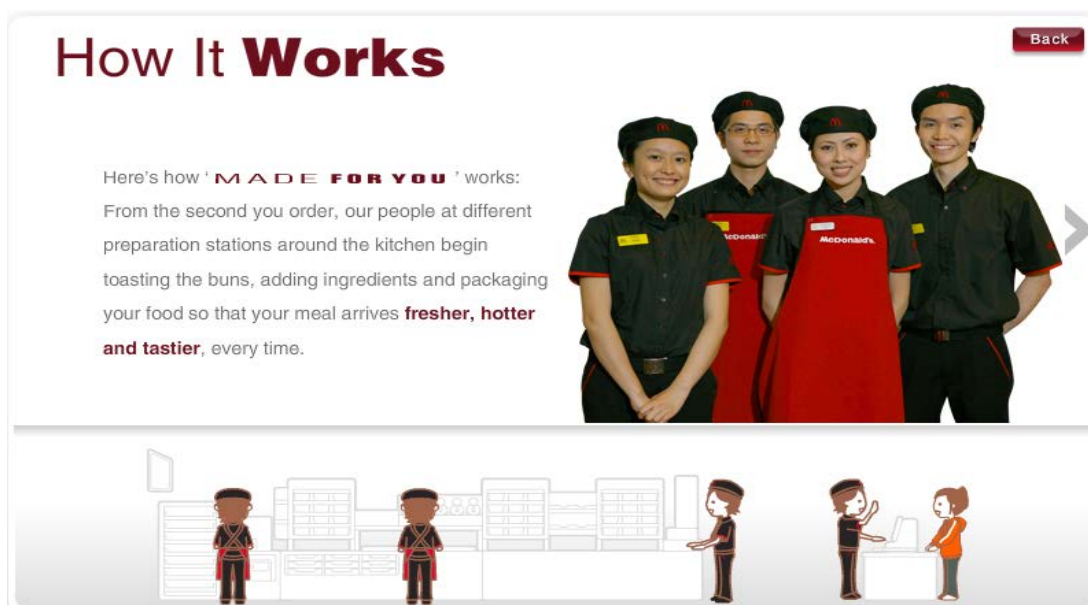 How It Works
Back
Here's how ‘ MADE FOR YOU ’ works:
From the second you order, our people at different
preparation stations around the kitchen begin
toasting the buns, adding ingredients and packaging
your food so that your meal arrives fresher, hotter
and tastier, every time.
McDonald's.
McDonald's.